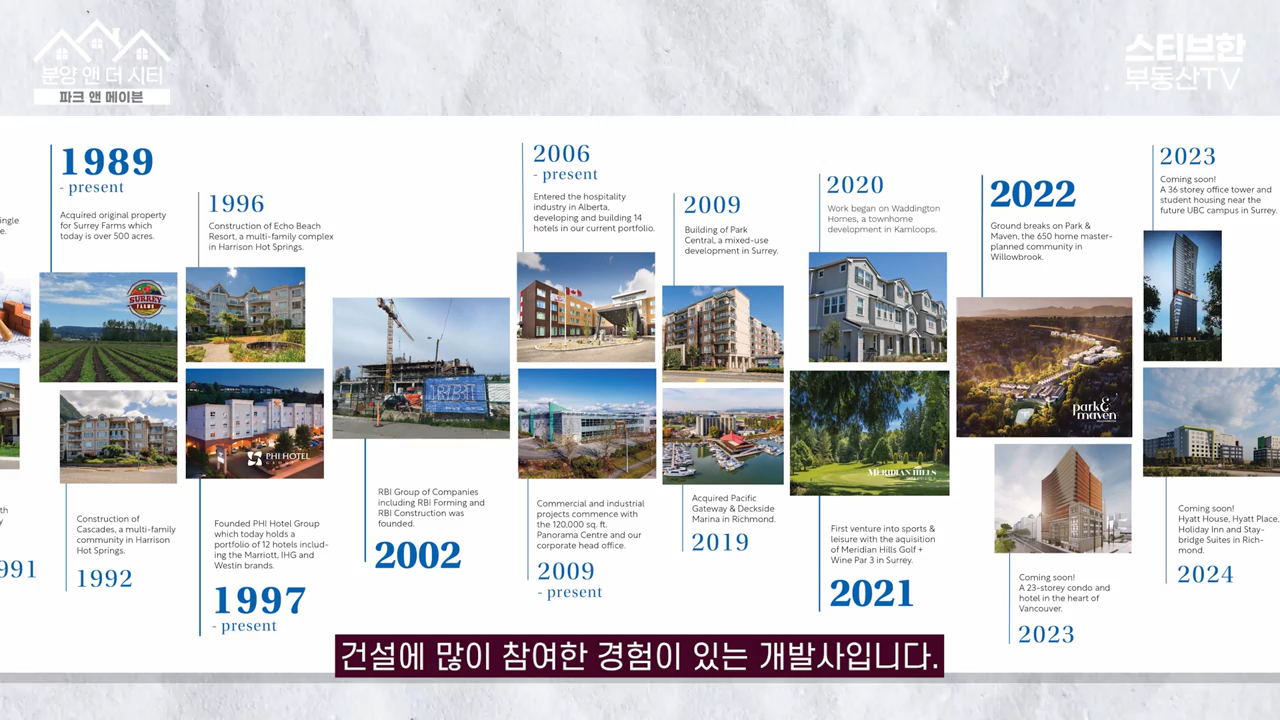 분양 앤 더 시티
파크 앤 메이븐
스티브한
부동산TV
1989
- present
Acquired original property
for Surrey Farms which
today is over 500 acres.
SURREY
FARMS
1996
Construction of Echo Beach
Resort, a multi-family complex
in Harrison Hot Springs.
2006
- present
Entered the hospitality
industry in Alberta,
developing and building 14
hotels in our current portfolio.
2009
Building of Park
Central, a mixed-use
development in Surrey.
2020
Work began on Waddington
Homes, a townhome
development in Kamloops.
2022
Ground breaks on Park &
Maven, the 650 home master-
planned community in
Willowbrook.
park &
maven
2023
Coming soon!
A 36 storey office tower and
student housing near the
future UBC campus in Surrey.
991
Construction of
Cascades, a multi-family
community in Harrison
Hot Springs.
1992
PHI HOTEL
GROUP
Founded PHI Hotel Group
which today holds a
portfolio of 12 hotels includ-
ing the Marriott, IHG and
Westin brands.
1997
- present
RBI
RBI Group of Companies
including RBI Forming and
RBI Construction was
founded.
2002
Commercial and industrial
projects commence with
the 120,000 sq. ft.
Panorama Centre and our
corporate head office.
2009
- present
Acquired Pacific
Gateway & Deckside
Marina in Richmond.
2019
MERIDIAN HILLS
First venture into sports &
leisure with the aquisition
of Meridian Hills Golf +
Wine Par 3 in Surrey.
2021
Coming soon!
A 23-storey condo and
hotel in the heart of
Vancouver.
2023
Coming soon!
Hyatt House, Hyatt Place,
Holiday Inn and Stay-
bridge Suites in Rich-
mond.
2024
건설에 많이 참여한 경험이 있는 개발사입니다.